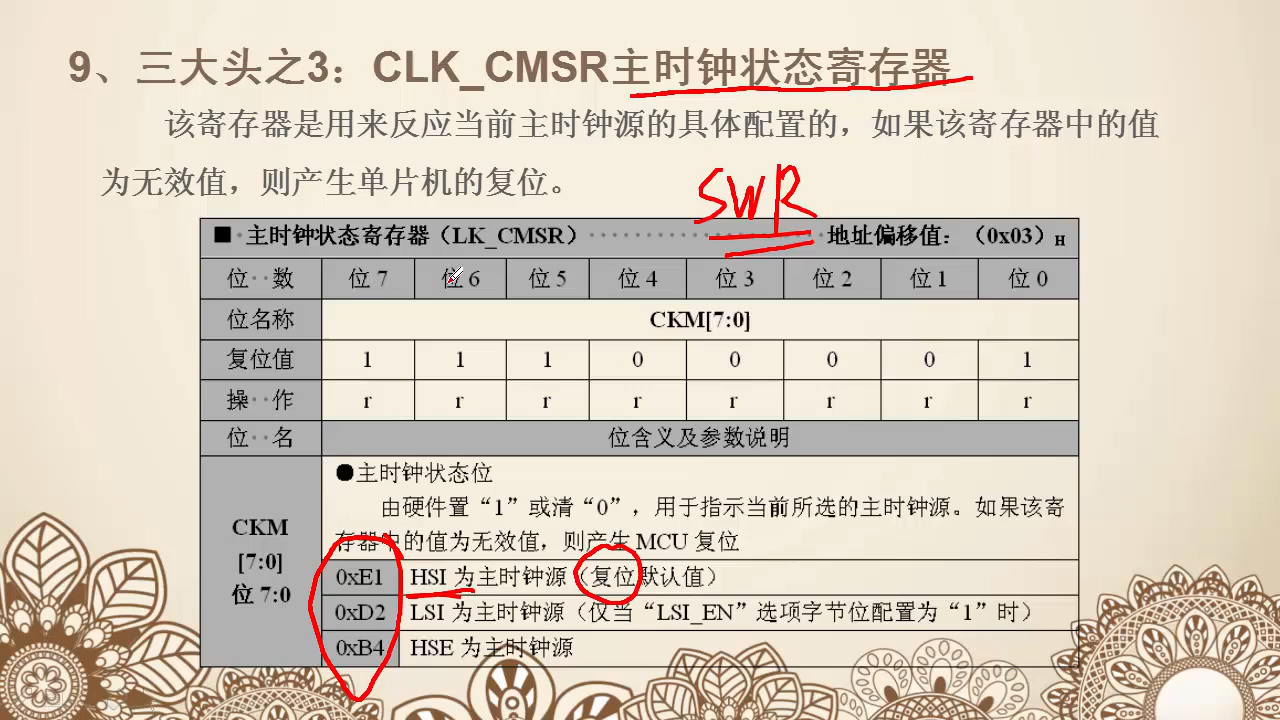 9、三大头之3：CLK_CMSR主时钟状态寄存器
该寄存器是用来反应当前主时钟源的具体配置的，如果该寄存器中的值
为无效值，则产生单片机的复位。
SWR
■·主时钟状态寄存器（LK_CMSR）····················地址偏移值：（0x03）H
位··数 位7 位6 位5 位4 位3 位2 位1 位0
位名称 CKM[7:0]
复位值 1 1 1 0 0 0 0 1
操··作 r r r r r r r r
位··名 位含义及参数说明
CKM
[7:0]
位 7:0
●主时钟状态位
由硬件置“1”或清“0”，用于指示当前所选的主时钟源。如果该寄
存器中的值为无效值，则产生 MCU 复位
0xE1 HSI 为主时钟源（复位默认值）
0xD2 LSI 为主时钟源（仅当“LSI_EN”选项字节位配置为“1”时）
0xB4 HSE 为主时钟源